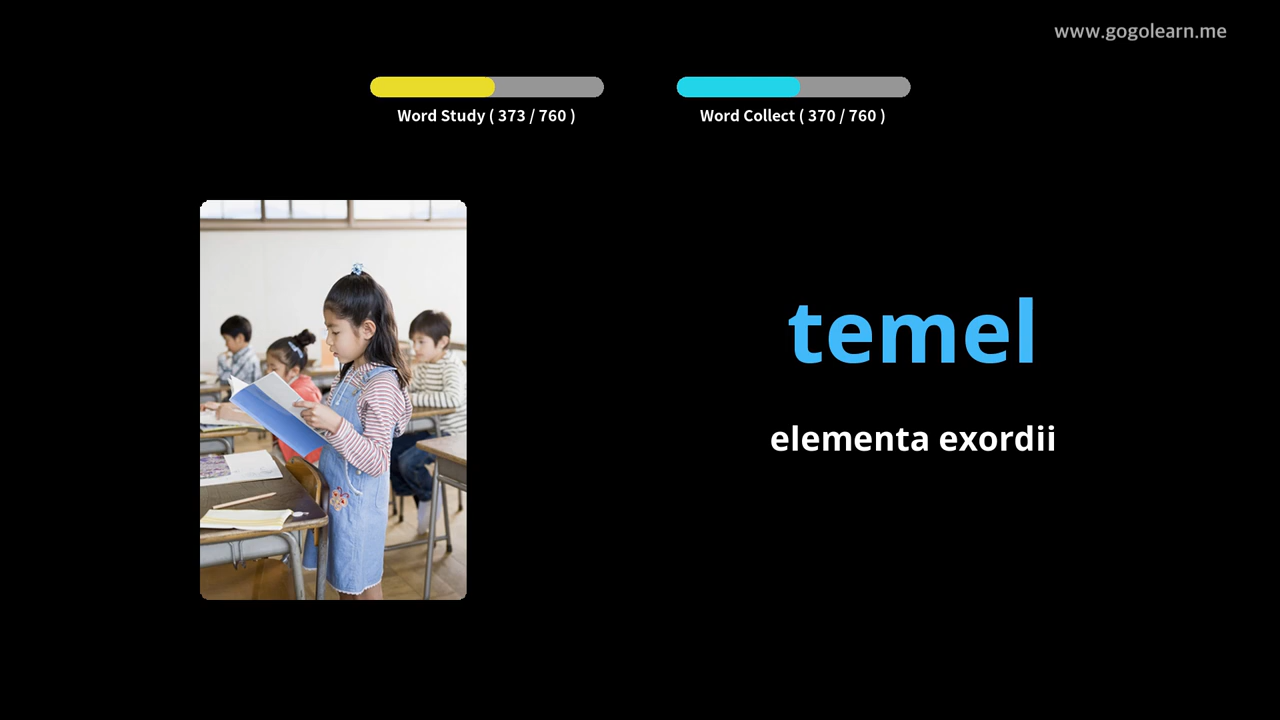 www.gogolearn.me
Word Study ( 373 / 760 )
Word Collect ( 370 / 760 )
temel
elementa exordii